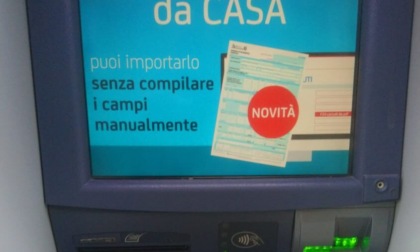 da CASA
puoi importarlo
senza compilare
i campi
manualmente
NOVITÀ